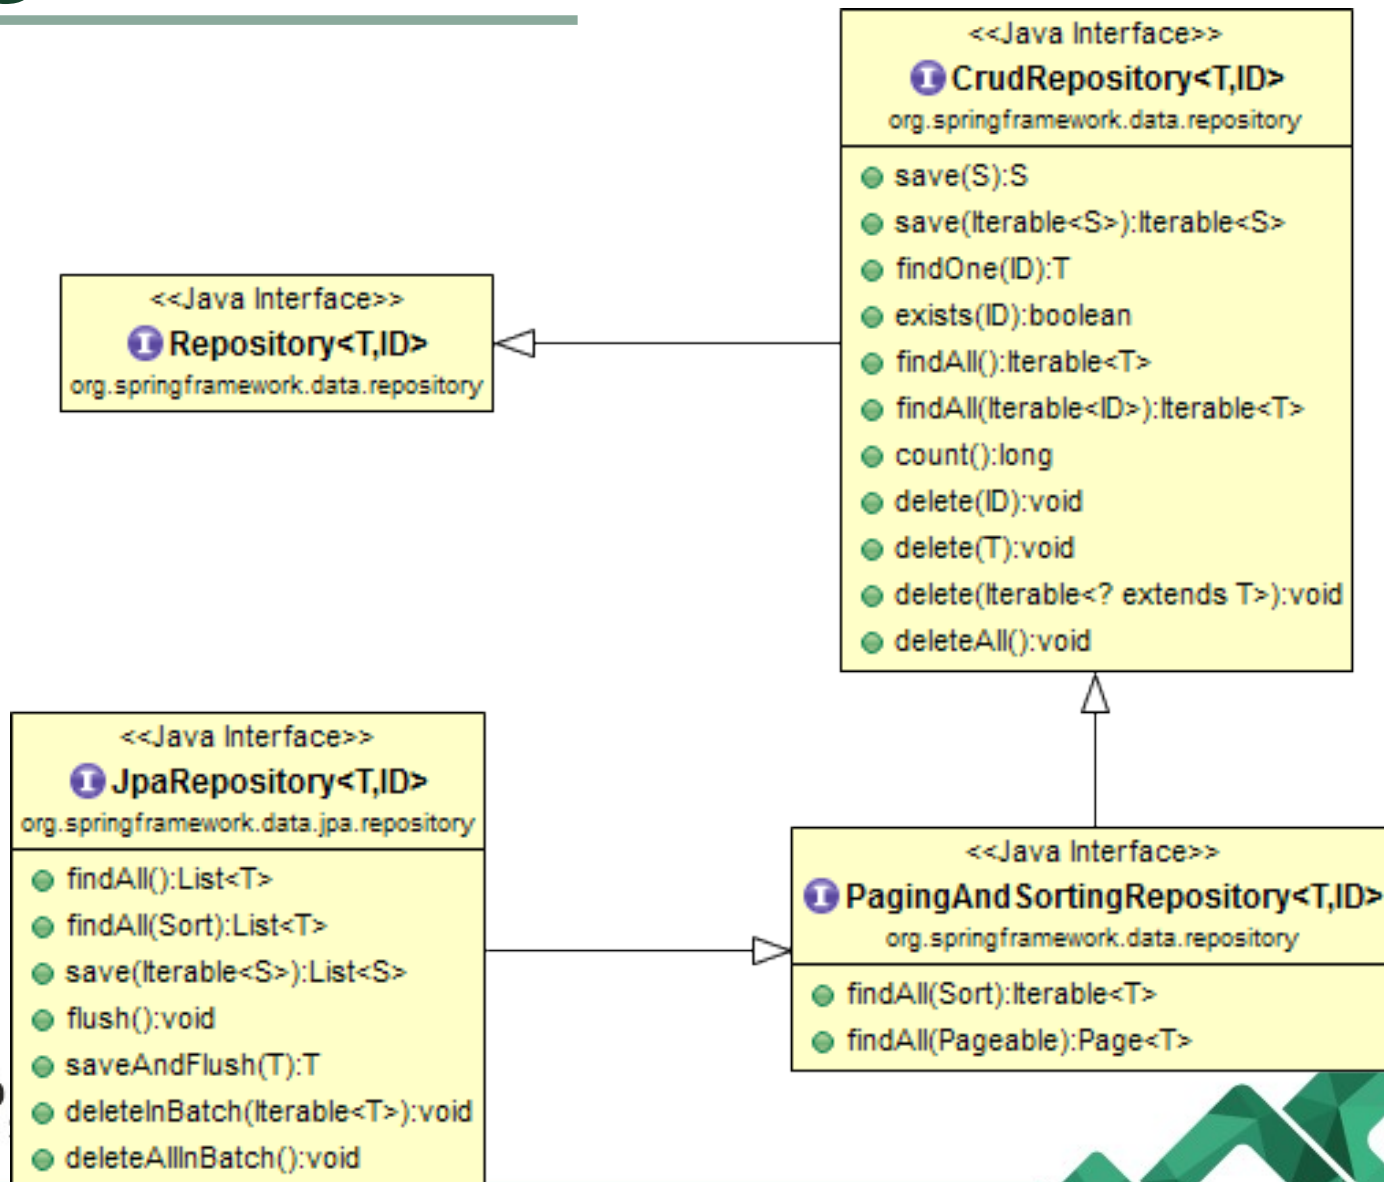 <<Java Interface>>
CrudRepository<T,ID>
org.springframework.data.repository
save(S):S
save(Iterable<S>):Iterable<S>
findOne(ID):T
exists(ID):boolean
findAll():Iterable<T>
findAll(Iterable<ID>):Iterable<T>
count():long
delete(ID):void
delete(T):void
delete(Iterable<? extends T>):void
deleteAll():void
<<Java Interface>>
Repository<T,ID>
org.springframework.data.repository
<<Java Interface>>
JpaRepository<T,ID>
org.springframework.data.jpa.repository
findAll():List<T>
findAll(Sort):List<T>
save(Iterable<S>):List<S>
flush():void
saveAndFlush(T):T
deleteInBatch(Iterable<T>):void
deleteAllInBatch():void
<<Java Interface>>
PagingAndSortingRepository<T,ID>
org.springframework.data.repository
findAll(Sort):Iterable<T>
findAll(Pageable):Page<T>